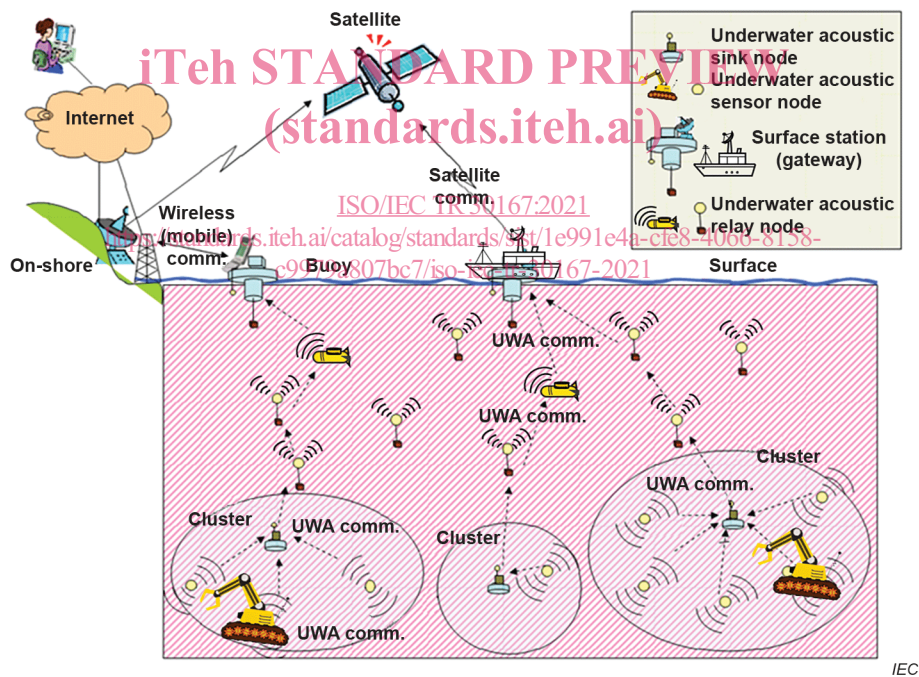 Satellite
Underwater acoustic
sink node
Underwater acoustic
sensor node
Surface station
(gateway)
Underwater acoustic
relay node
iTeh STANDARD PREVIEW
(standards.iteh.ai)
Internet
Satellite
comm.
ISO/IEC TR 30167:2021
Wireless
(mobile)
comm.
On-shore
Buoy
Surface
UWA comm.
UWA comm.
Cluster
UWA comm.
Cluster
UWA comm.
Cluster
UWA comm.
IEC